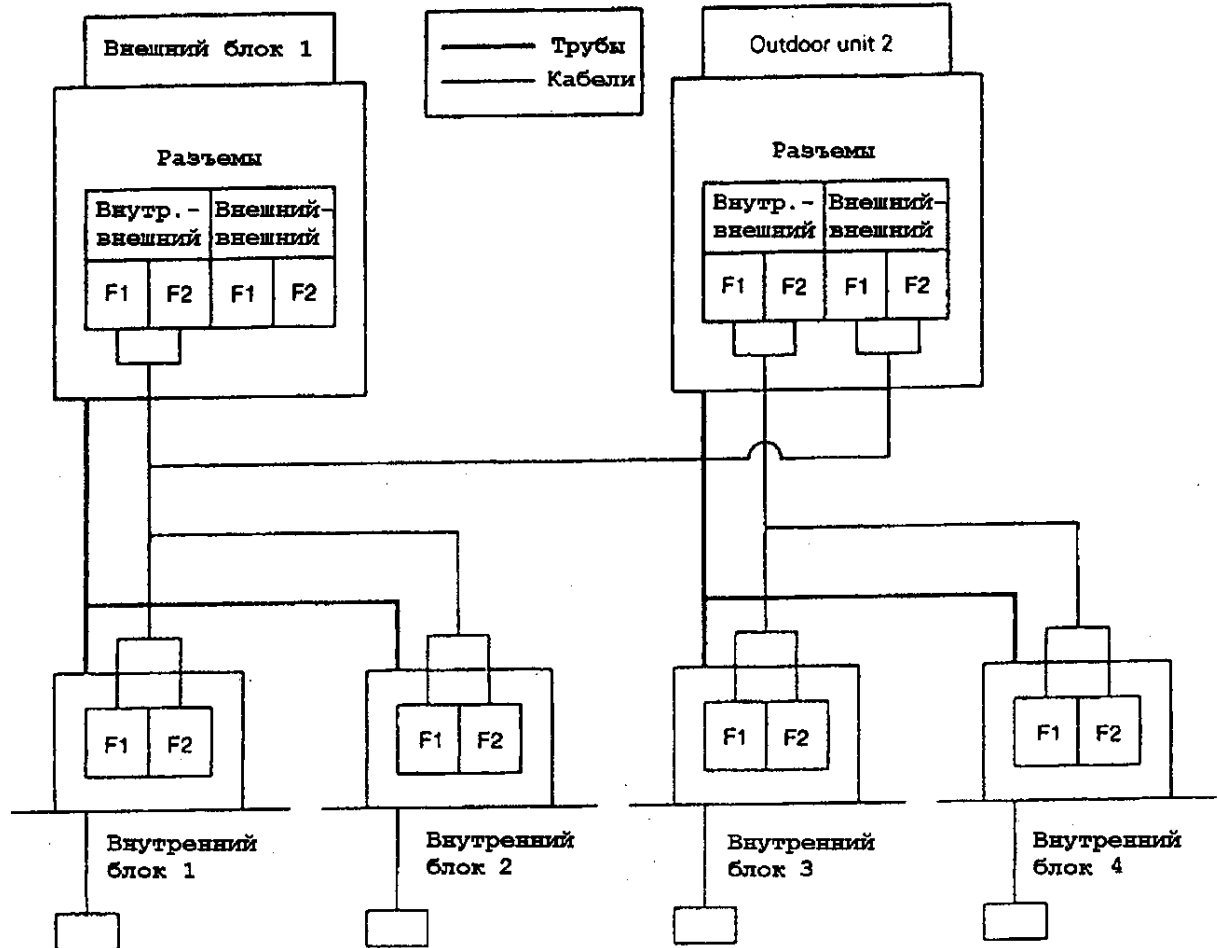 Внешний блок 1
Трубы
Кабели
Outdoor unit 2
Разъемы
Внутр.-
внешний
Внешний-
внешний
F1 F2 F1 F2
Разъемы
Внутр.-
внешний
Внешний-
внешний
F1 F2 F1 F2
F1 F2
Внутренний
блок 1
F1 F2
Внутренний
блок 2
F1 F2
Внутренний
блок 3
F1 F2
Внутренний
блок 4